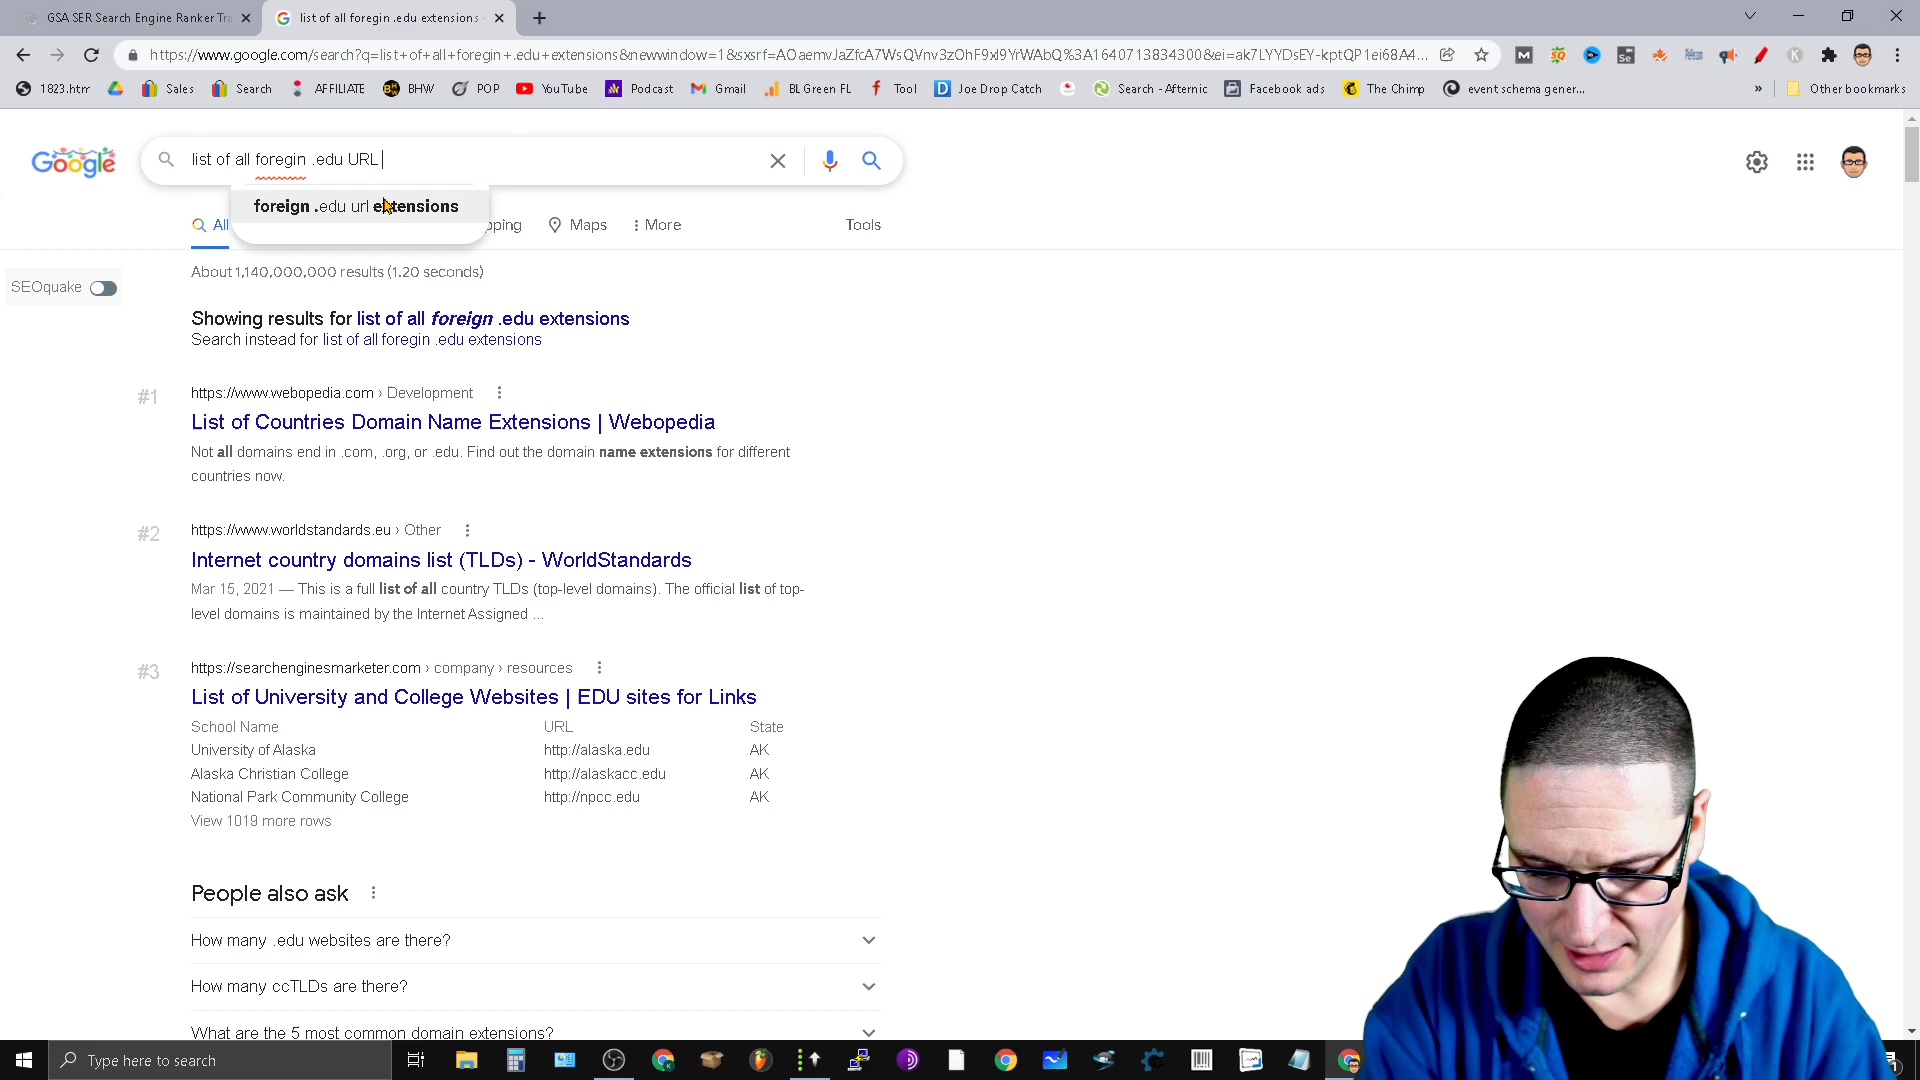 GSA SER Search Engine Ranker Tra
list of all foregin .edu extensions -
https://www.google.com/search?q=list+of+all+foregin+.edu+extensions&newwindow=1&sxsrf=AOaemvJaZfcA7WsQVnv3zOhF9xl9YrWAbQ%3A1640713834300&ei=ak7LYYDsEY-kptQP1ei68A4...
1823.htm
Sales
Search
AFFILIATE
BHW
POP
YouTube
Podcast
Gmail
BL Green FL
Tool
Joe Drop Catch
Search - Afternic
Facebook ads
The Chimp
event schema gener...
»
Other bookmarks
Google
list of all foregin .edu URL
foreign .edu url extensions
All
pping
Maps
More
Tools
SEOquake
About 1,140,000,000 results (1.20 seconds)
Showing results for list of all foreign .edu extensions
Search instead for list of all foregin .edu extensions
#1
https://www.webopedia.com › Development
List of Countries Domain Name Extensions | Webopedia
Not all domains end in .com, .org, or .edu. Find out the domain name extensions for different
countries now.
#2
https://www.worldstandards.eu › Other
Internet country domains list (TLDs) - WorldStandards
Mar 15, 2021 — This is a full list of all country TLDs (top-level domains). The official list of top-
level domains is maintained by the Internet Assigned ...
#3
https://searchenginesmarketer.com › company › resources
List of University and College Websites | EDU sites for Links
School Name URL State
University of Alaska http://alaska.edu AK
Alaska Christian College http://alaskacc.edu AK
National Park Community College http://npcc.edu AK
View 1019 more rows
People also ask
How many .edu websites are there?
How many ccTLDs are there?
What are the 5 most common domain extensions?
Type here to search